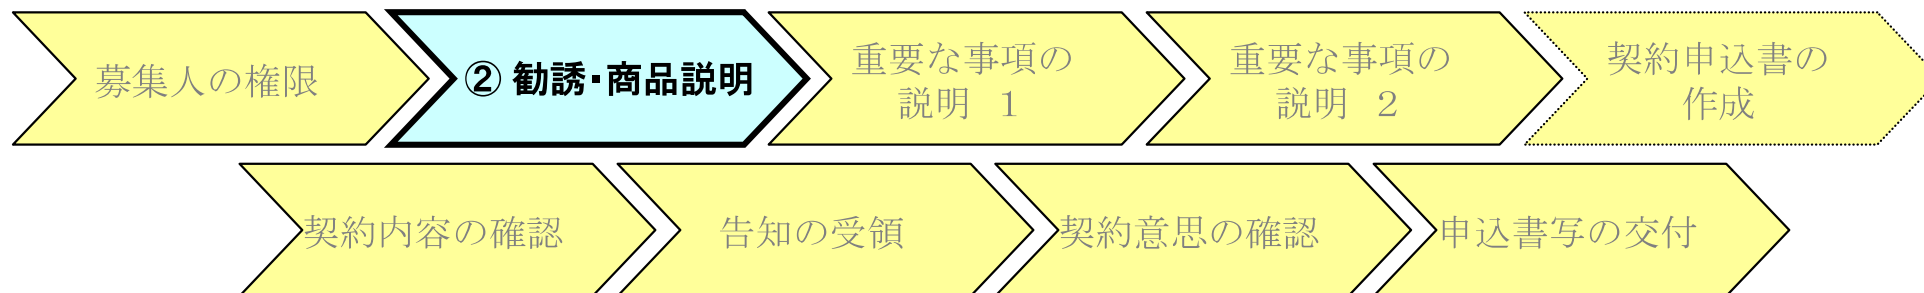 募集人の権限
② 勧誘・商品説明
重要な事項の
説明 1
重要な事項の
説明 2
契約申込書の
作成
契約内容の確認
告知の受領
契約意思の確認
申込書写の交付